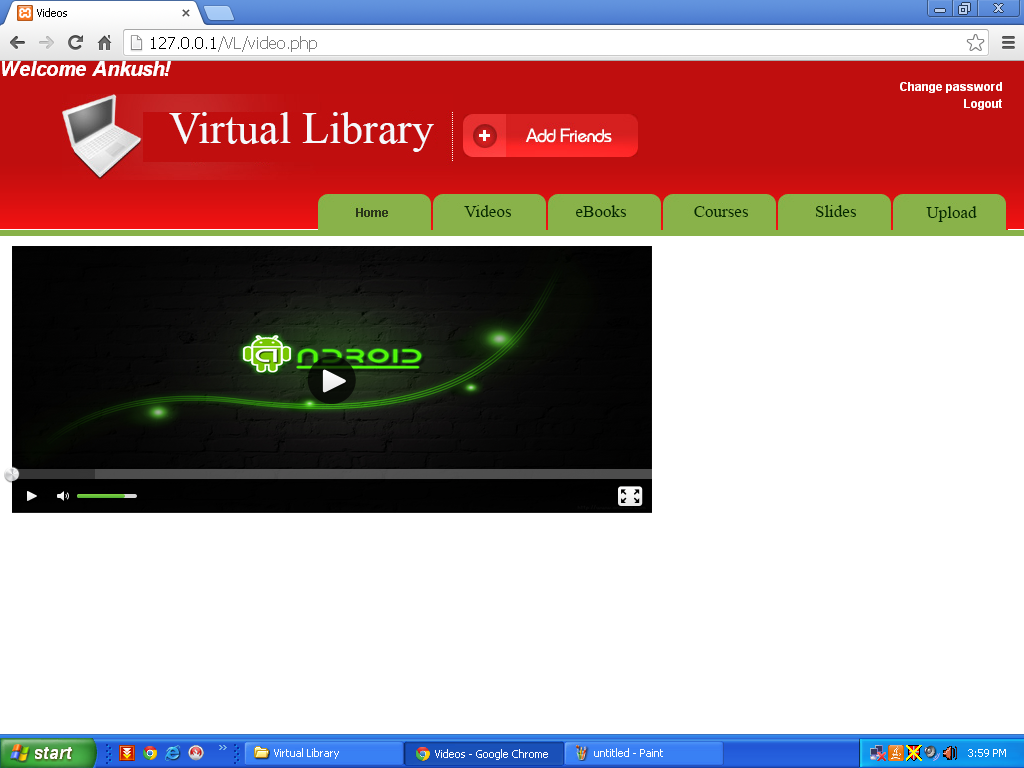 Videos
127.0.0.1/VL/video.php
Welcome Ankush!
Change password
Logout
Virtual Library
Add Friends
Home Videos eBooks Courses Slides Upload
aNDROID
start
Virtual Library
Videos - Google Chrome
untitled - Paint
3:59 PM